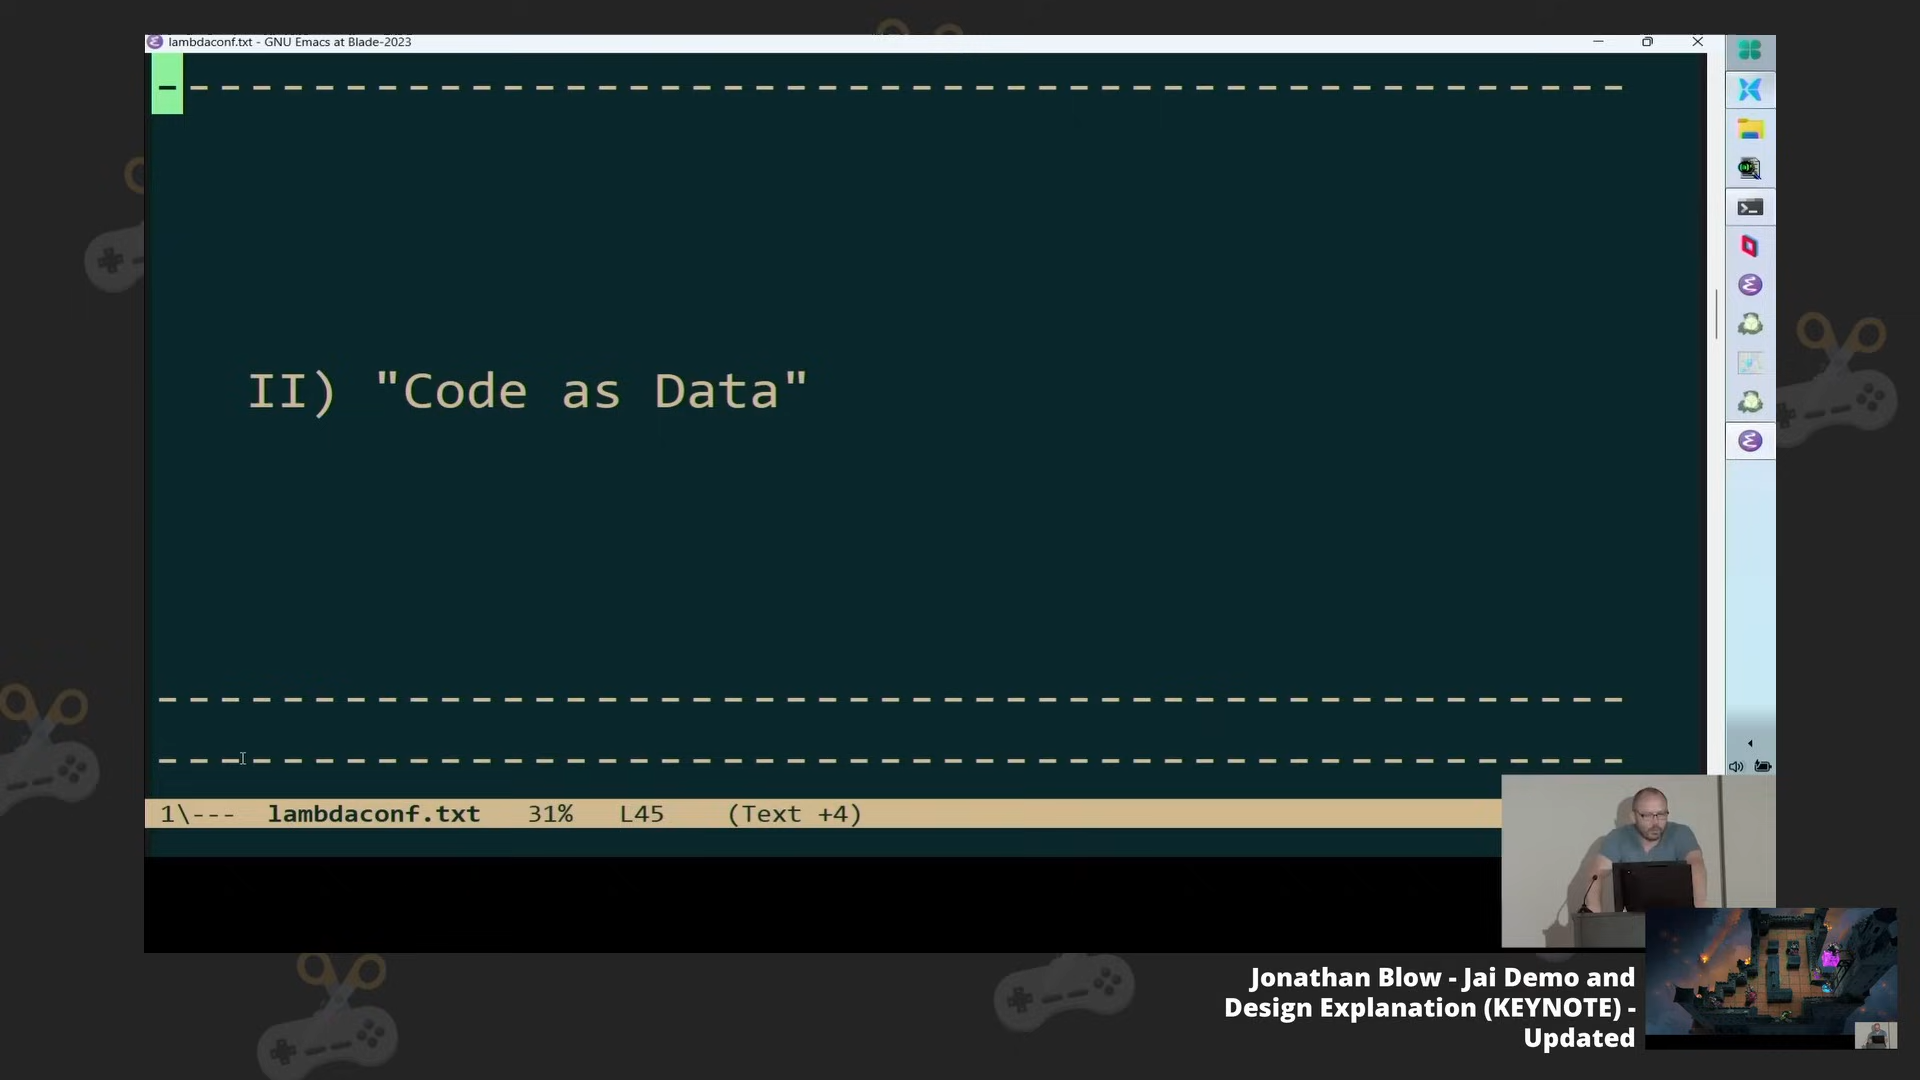 lambdaconf.txt - GNU Emacs at Blade-2023
- - - - - - - - - - - - - - - - - - - - - - - - - - - - - - - - - - - - - - - - - - - - - - -
II) "Code as Data"
- - - - - - - - - - - - - - - - - - - - - - - - - - - - - - - - - - - - - - - - - - - - - - -
- - - - - - - - - - - - - - - - - - - - - - - - - - - - - - - - - - - - - - - - - - - - - - -
1\--- lambdaconf.txt 31% L45 (Text +4)
Jonathan Blow - Jai Demo and
Design Explanation (KEYNOTE) -
Updated